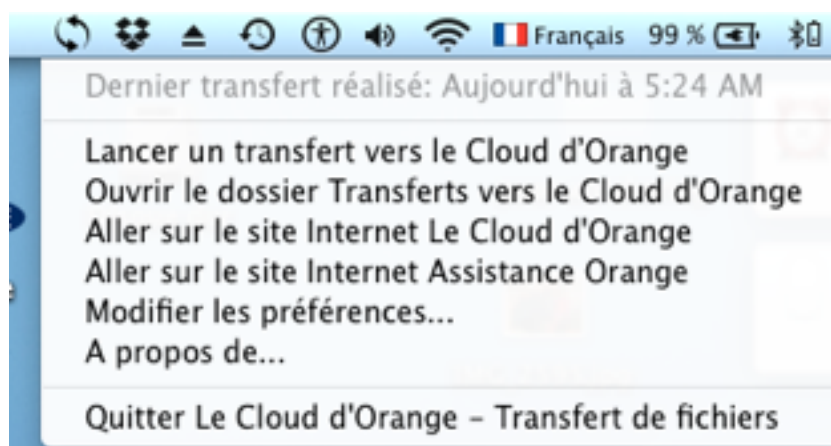 Français 99 %
Dernier transfert réalisé: Aujourd'hui à 5:24 AM
Lancer un transfert vers le Cloud d'Orange
Ouvrir le dossier Transferts vers le Cloud d'Orange
Aller sur le site Internet Le Cloud d'Orange
Aller sur le site Internet Assistance Orange
Modifier les préférences...
A propos de...
Quitter Le Cloud d'Orange – Transfert de fichiers